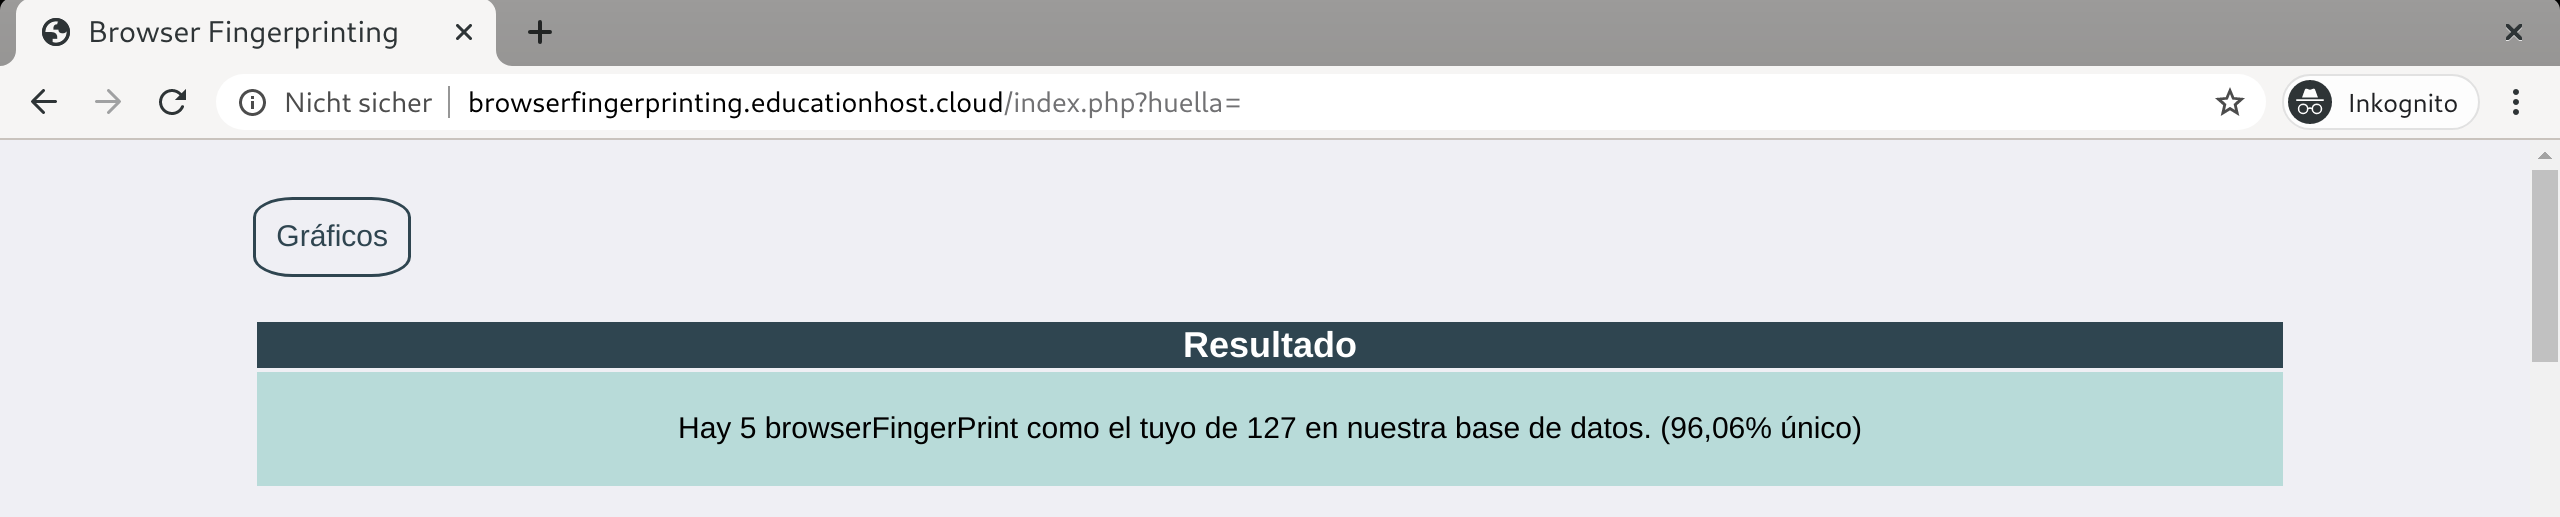 Browser Fingerprinting
Nicht sicher browserfingerprinting.educationhost.cloud/index.php?huella= Inkognito
Gráficos
Resultado
Hay 5 browserFingerPrint como el tuyo de 127 en nuestra base de datos. (96,06% único)